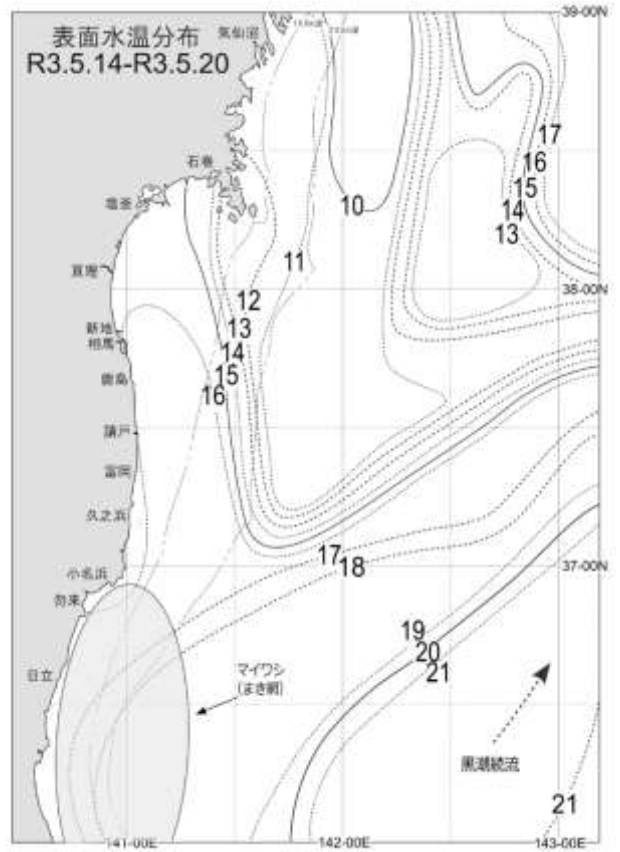 39-00N
表面水温分布
R3.5.14-R3.5.20
気仙沼
17
16
石巻
15
10
14
塩釜
13
11
亘理
38-00N
12
新地
13
相馬
14
鹿島
15
16
請戸
富岡
久之浜
17
小名浜
18
37-00N
勿来
19
20
日立
マイワシ
21
(まき網)
黒潮続流
21
141-00E
142-00E
143-00E